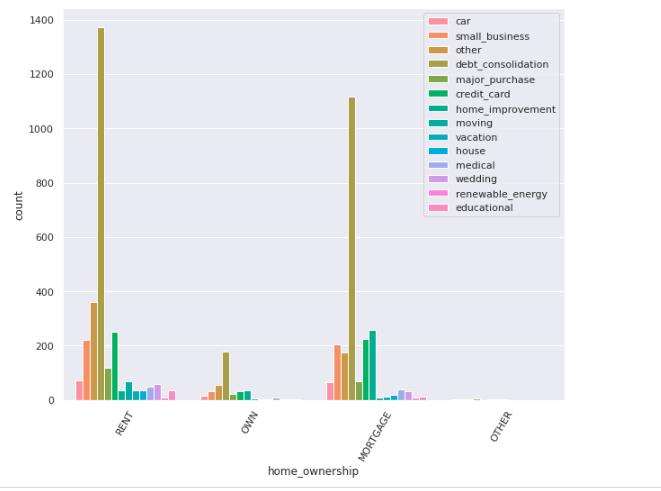 1400
1200
1000
800
600
400
200
0
count
car
small_business
other
debt_consolidation
major_purchase
credit_card
home_improvement
moving
vacation
house
medical
wedding
renewable_energy
educational
RENT
OWN
MORTGAGE
OTHER
home_ownership